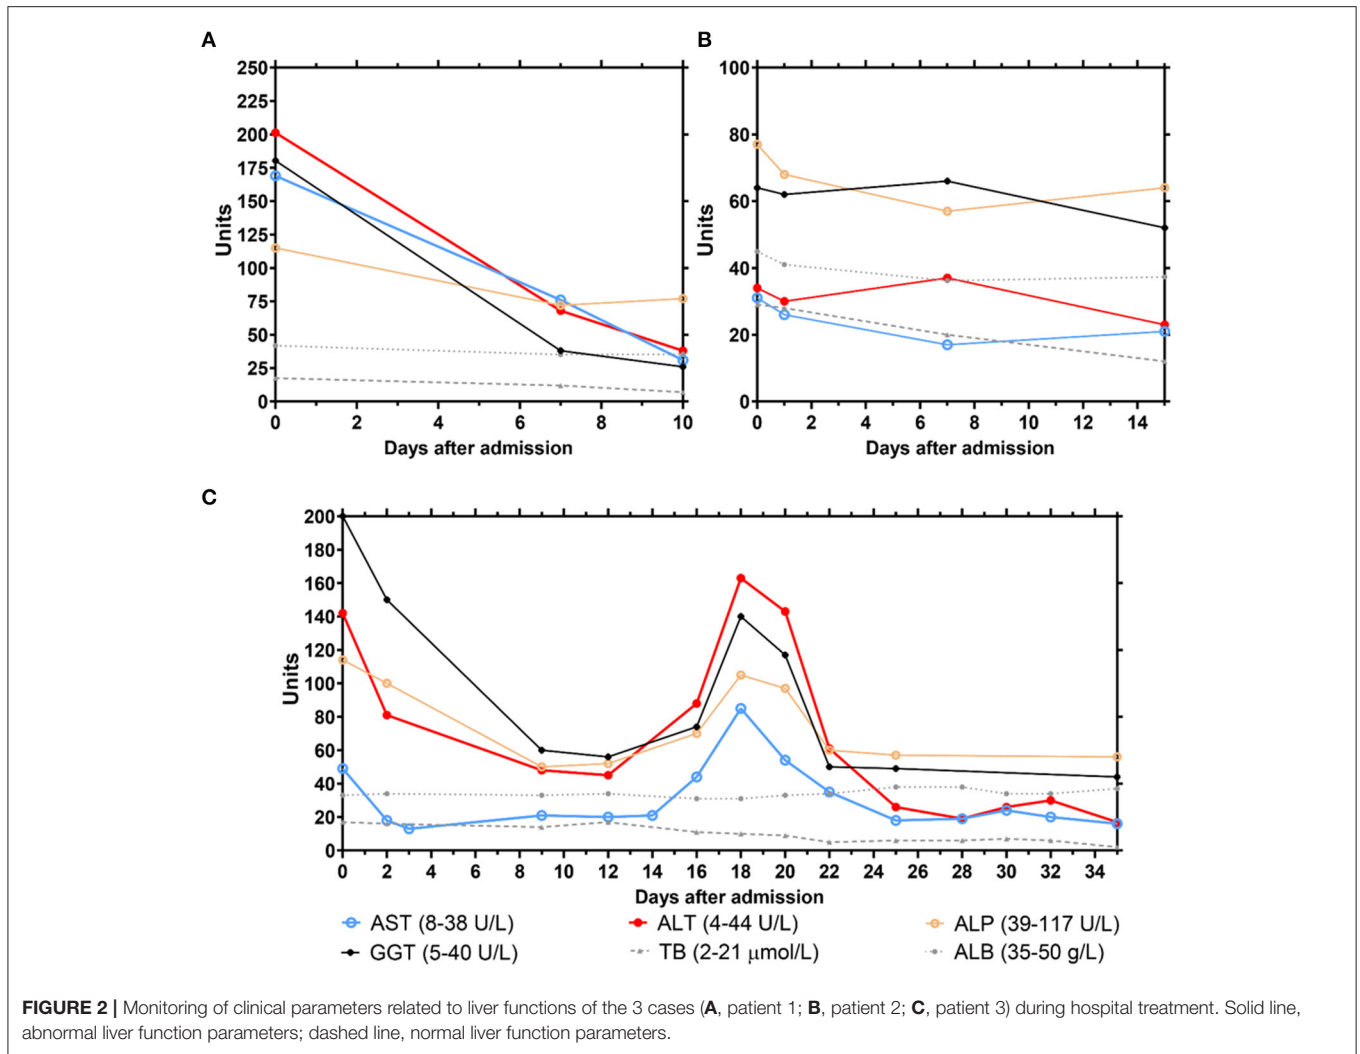 A
B
250
225
200
175
150
125
100
75
50
25
0
Units
0 2 4 6 8 10
Days after admission
100
80
60
40
20
0
Units
0 2 4 6 8 10 12 14
Days after admission
C
200
180
160
140
120
100
80
60
40
20
0
Units
0 2 4 6 8 10 12 14 16 18 20 22 24 26 28 30 32 34
Days after admission
AST (8-38 U/L) ALT (4-44 U/L) ALP (39-117 U/L)
GGT (5-40 U/L) TB (2-21 μmol/L) ALB (35-50 g/L)
FIGURE 2 | Monitoring of clinical parameters related to liver functions of the 3 cases (A, patient 1; B, patient 2; C, patient 3) during hospital treatment. Solid line,
abnormal liver function parameters; dashed line, normal liver function parameters.